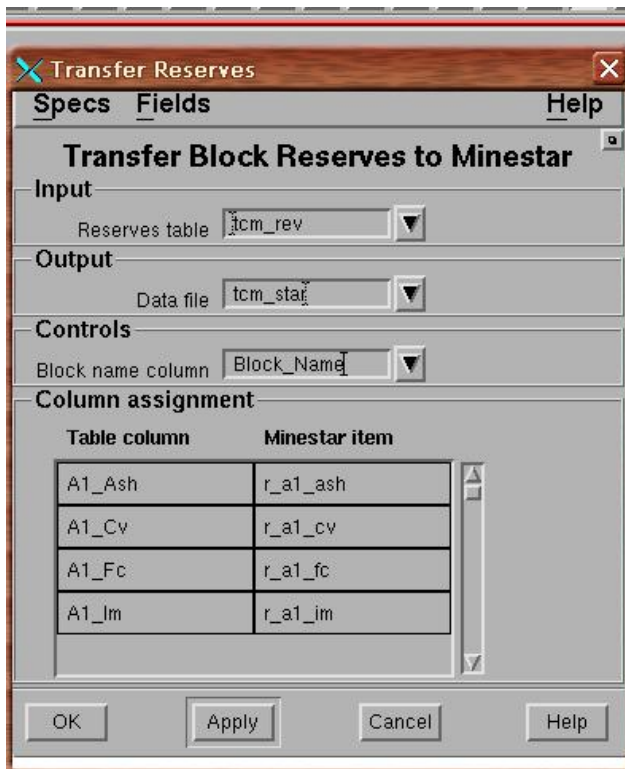 Transfer Reserves
Specs Fields Help
Transfer Block Reserves to Minestar
Input
Reserves table tcm_rev
Output
Data file tcm_star
Controls
Block name column Block_Name
Column assignment
Table column Minestar item
A1_Ash r_a1_ash
A1_Cv r_a1_cv
A1_Fc r_a1_fc
A1_Im r_a1_im
OK Apply Cancel Help